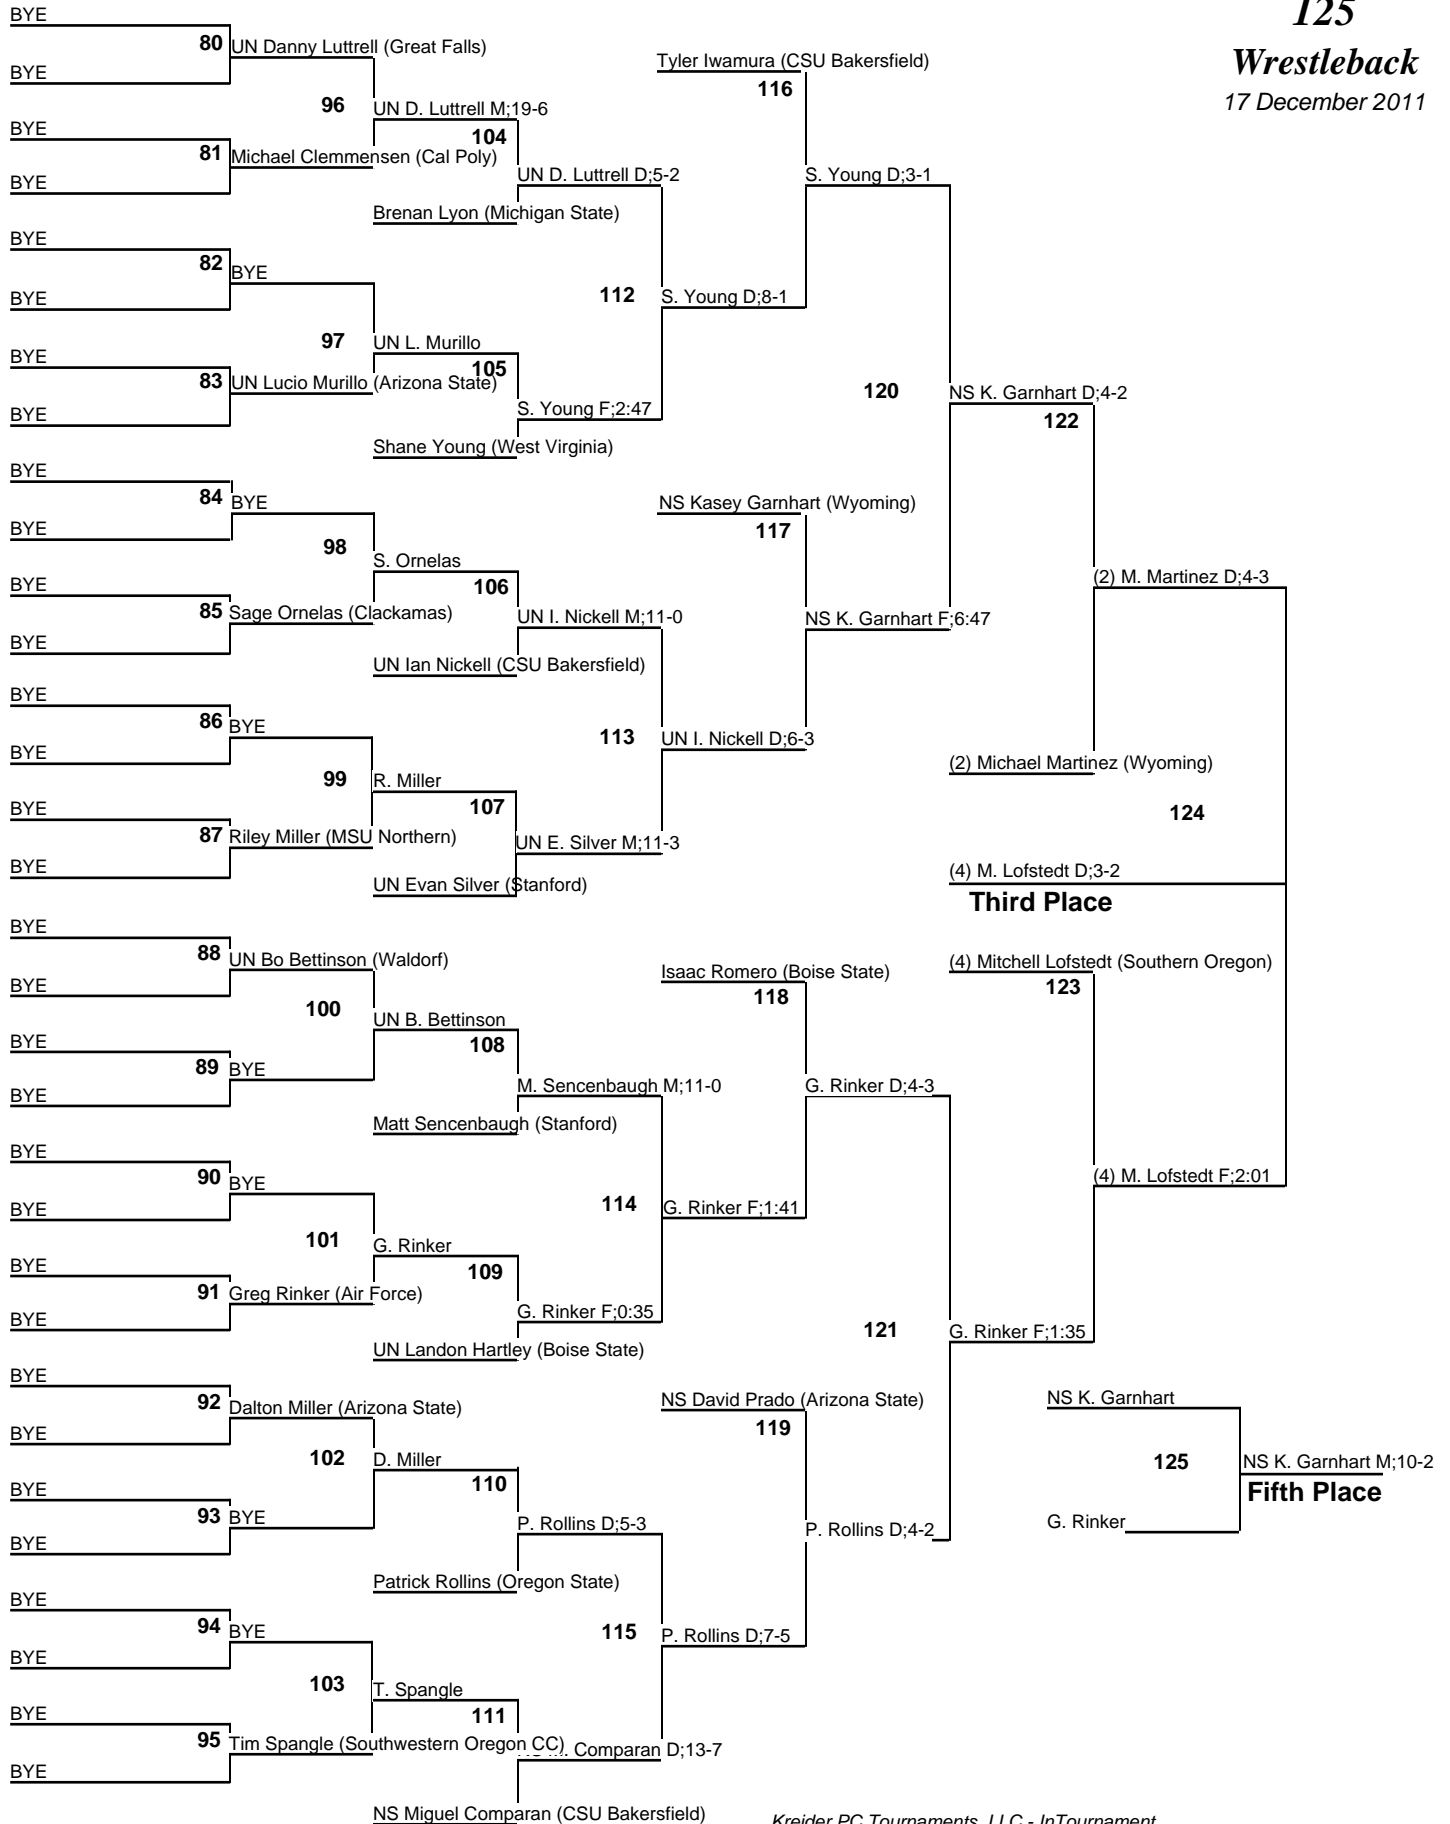 125
Wrestleback
17 December 2011
BYE
80
UN Danny Luttrell (Great Falls)
BYE
96
UN D. Luttrell M;19-6
BYE
81
Michael Clemmensen (Cal Poly)
BYE
104
UN D. Luttrell D;5-2
Brenan Lyon (Michigan State)
BYE
82
BYE
BYE
97
UN L. Murillo
BYE
83
UN Lucio Murillo (Arizona State)
BYE
105
S. Young F;2:47
Shane Young (West Virginia)
112
S. Young D;8-1
Tyler Iwamura (CSU Bakersfield)
116
S. Young D;3-1
BYE
84
BYE
BYE
98
S. Ornelas
BYE
85
Sage Ornelas (Clackamas)
BYE
106
UN I. Nickell M;11-0
UN Ian Nickell (CSU Bakersfield)
BYE
86
BYE
BYE
99
R. Miller
BYE
87
Riley Miller (MSU Northern)
BYE
107
UN E. Silver M;11-3
UN Evan Silver (Stanford)
113
UN I. Nickell D;6-3
NS Kasey Garnhart (Wyoming)
117
NS K. Garnhart F;6:47
120
NS K. Garnhart D;4-2
122
(2) M. Martinez D;4-3
(2) Michael Martinez (Wyoming)
124
(4) M. Lofstedt D;3-2
Third Place
BYE
88
UN Bo Bettinson (Waldorf)
BYE
100
UN B. Bettinson
BYE
89
BYE
BYE
108
M. Sencenbaugh M;11-0
Matt Sencenbaugh (Stanford)
BYE
90
BYE
BYE
101
G. Rinker
BYE
91
Greg Rinker (Air Force)
BYE
109
G. Rinker F;0:35
UN Landon Hartley (Boise State)
114
G. Rinker F;1:41
Isaac Romero (Boise State)
118
G. Rinker D;4-3
(4) Mitchell Lofstedt (Southern Oregon)
123
(4) M. Lofstedt F;2:01
121
G. Rinker F;1:35
BYE
92
Dalton Miller (Arizona State)
BYE
102
D. Miller
BYE
93
BYE
BYE
110
P. Rollins D;5-3
Patrick Rollins (Oregon State)
BYE
94
BYE
BYE
103
T. Spangle
BYE
95
Tim Spangle (Southwestern Oregon CC)
BYE
111
Comparan D;13-7
NS Miguel Comparan (CSU Bakersfield)
115
P. Rollins D;7-5
NS David Prado (Arizona State)
119
P. Rollins D;4-2
NS K. Garnhart
125
NS K. Garnhart M;10-2
Fifth Place
G. Rinker
Kreider PC Tournaments, LLC - InTournament